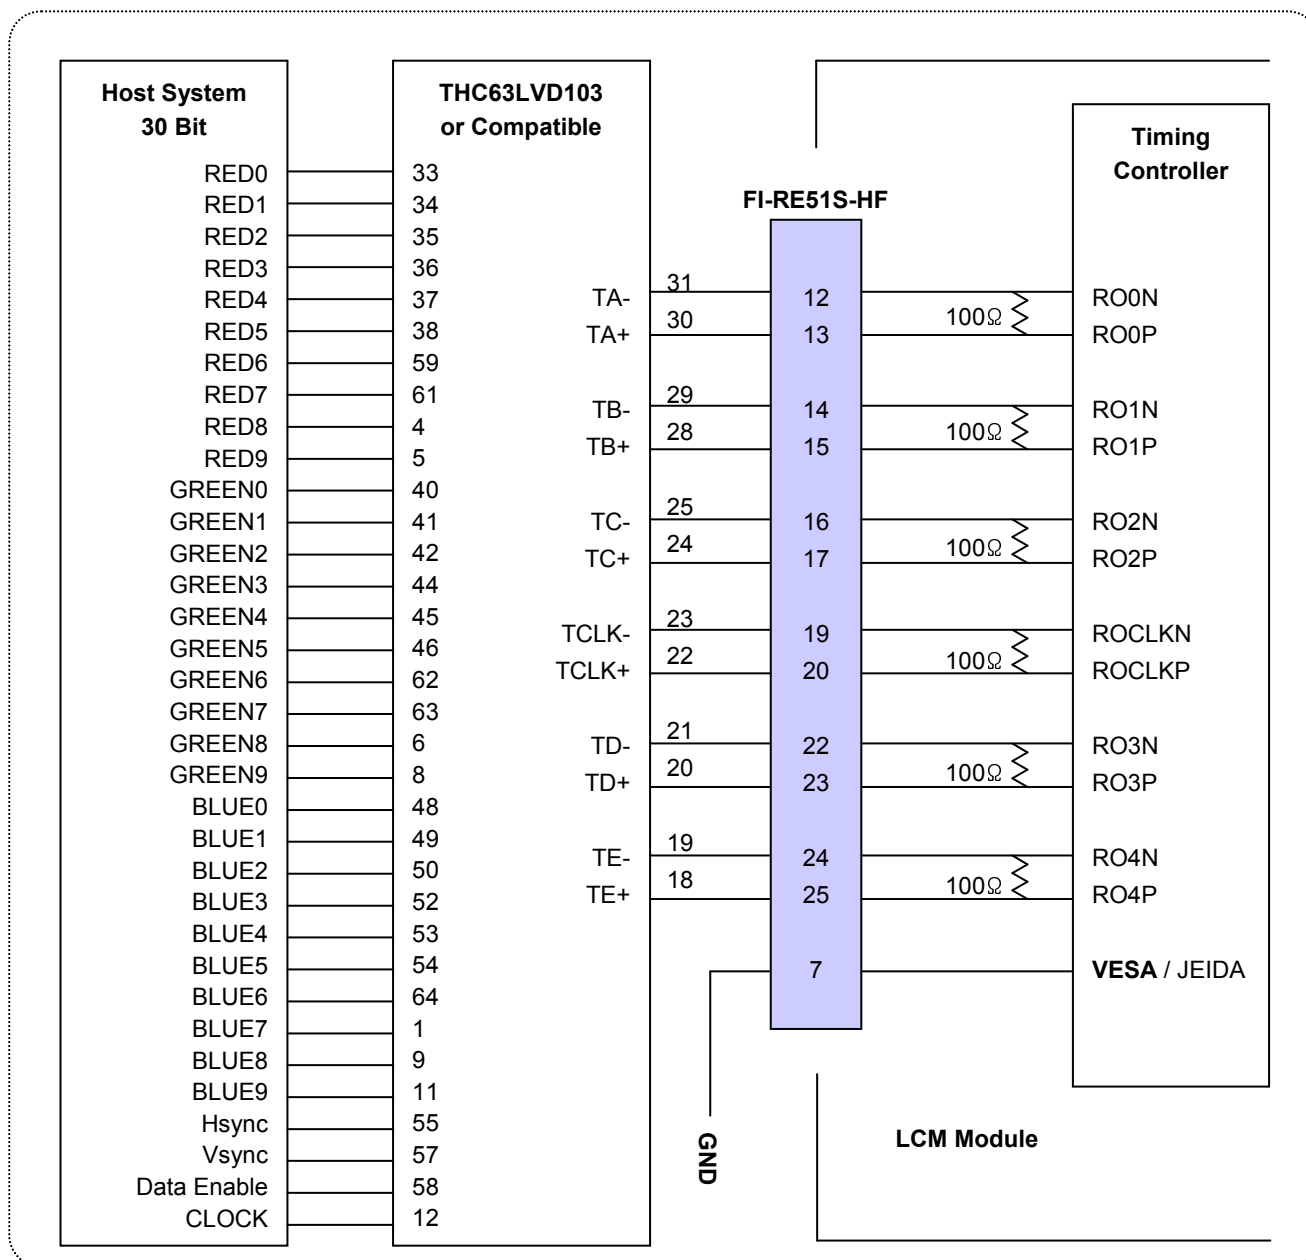 Host System
30 Bit
THC63LVD103
or Compatible
Timing
Controller
FI-RE51S-HF
RED0 33
RED1 34
RED2 35
RED3 36
RED4 37
RED5 38
RED6 59
RED7 61
RED8 4
RED9 5
GREEN0 40
GREEN1 41
GREEN2 42
GREEN3 44
GREEN4 45
GREEN5 46
GREEN6 62
GREEN7 63
GREEN8 6
GREEN9 8
BLUE0 48
BLUE1 49
BLUE2 50
BLUE3 52
BLUE4 53
BLUE5 54
BLUE6 64
BLUE7 1
BLUE8 9
BLUE9 11
Hsync 55
Vsync 57
Data Enable 58
CLOCK 12
TA- 31 12 RO0N
100Ω
TA+ 30 13 RO0P
TB- 29 14 RO1N
100Ω
TB+ 28 15 RO1P
TC- 25 16 RO2N
100Ω
TC+ 24 17 RO2P
TCLK- 23 19 ROCLKN
100Ω
TCLK+ 22 20 ROCLKP
TD- 21 22 RO3N
100Ω
TD+ 20 23 RO3P
TE- 19 24 RO4N
100Ω
TE+ 18 25 RO4P
7 VESA / JEIDA
GND
LCM Module